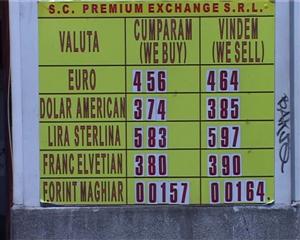 S.C. PREMIUM EXCHANGE S.R.L.
VALUTA CUMPARAM (WE BUY) VINDEM (WE SELL)
EURO 456 464
DOLAR AMERICAN 374 385
LIRA STERLINA 583 597
FRANC ELVETIAN 380 390
FORINT MAGHIAR 00157 00164